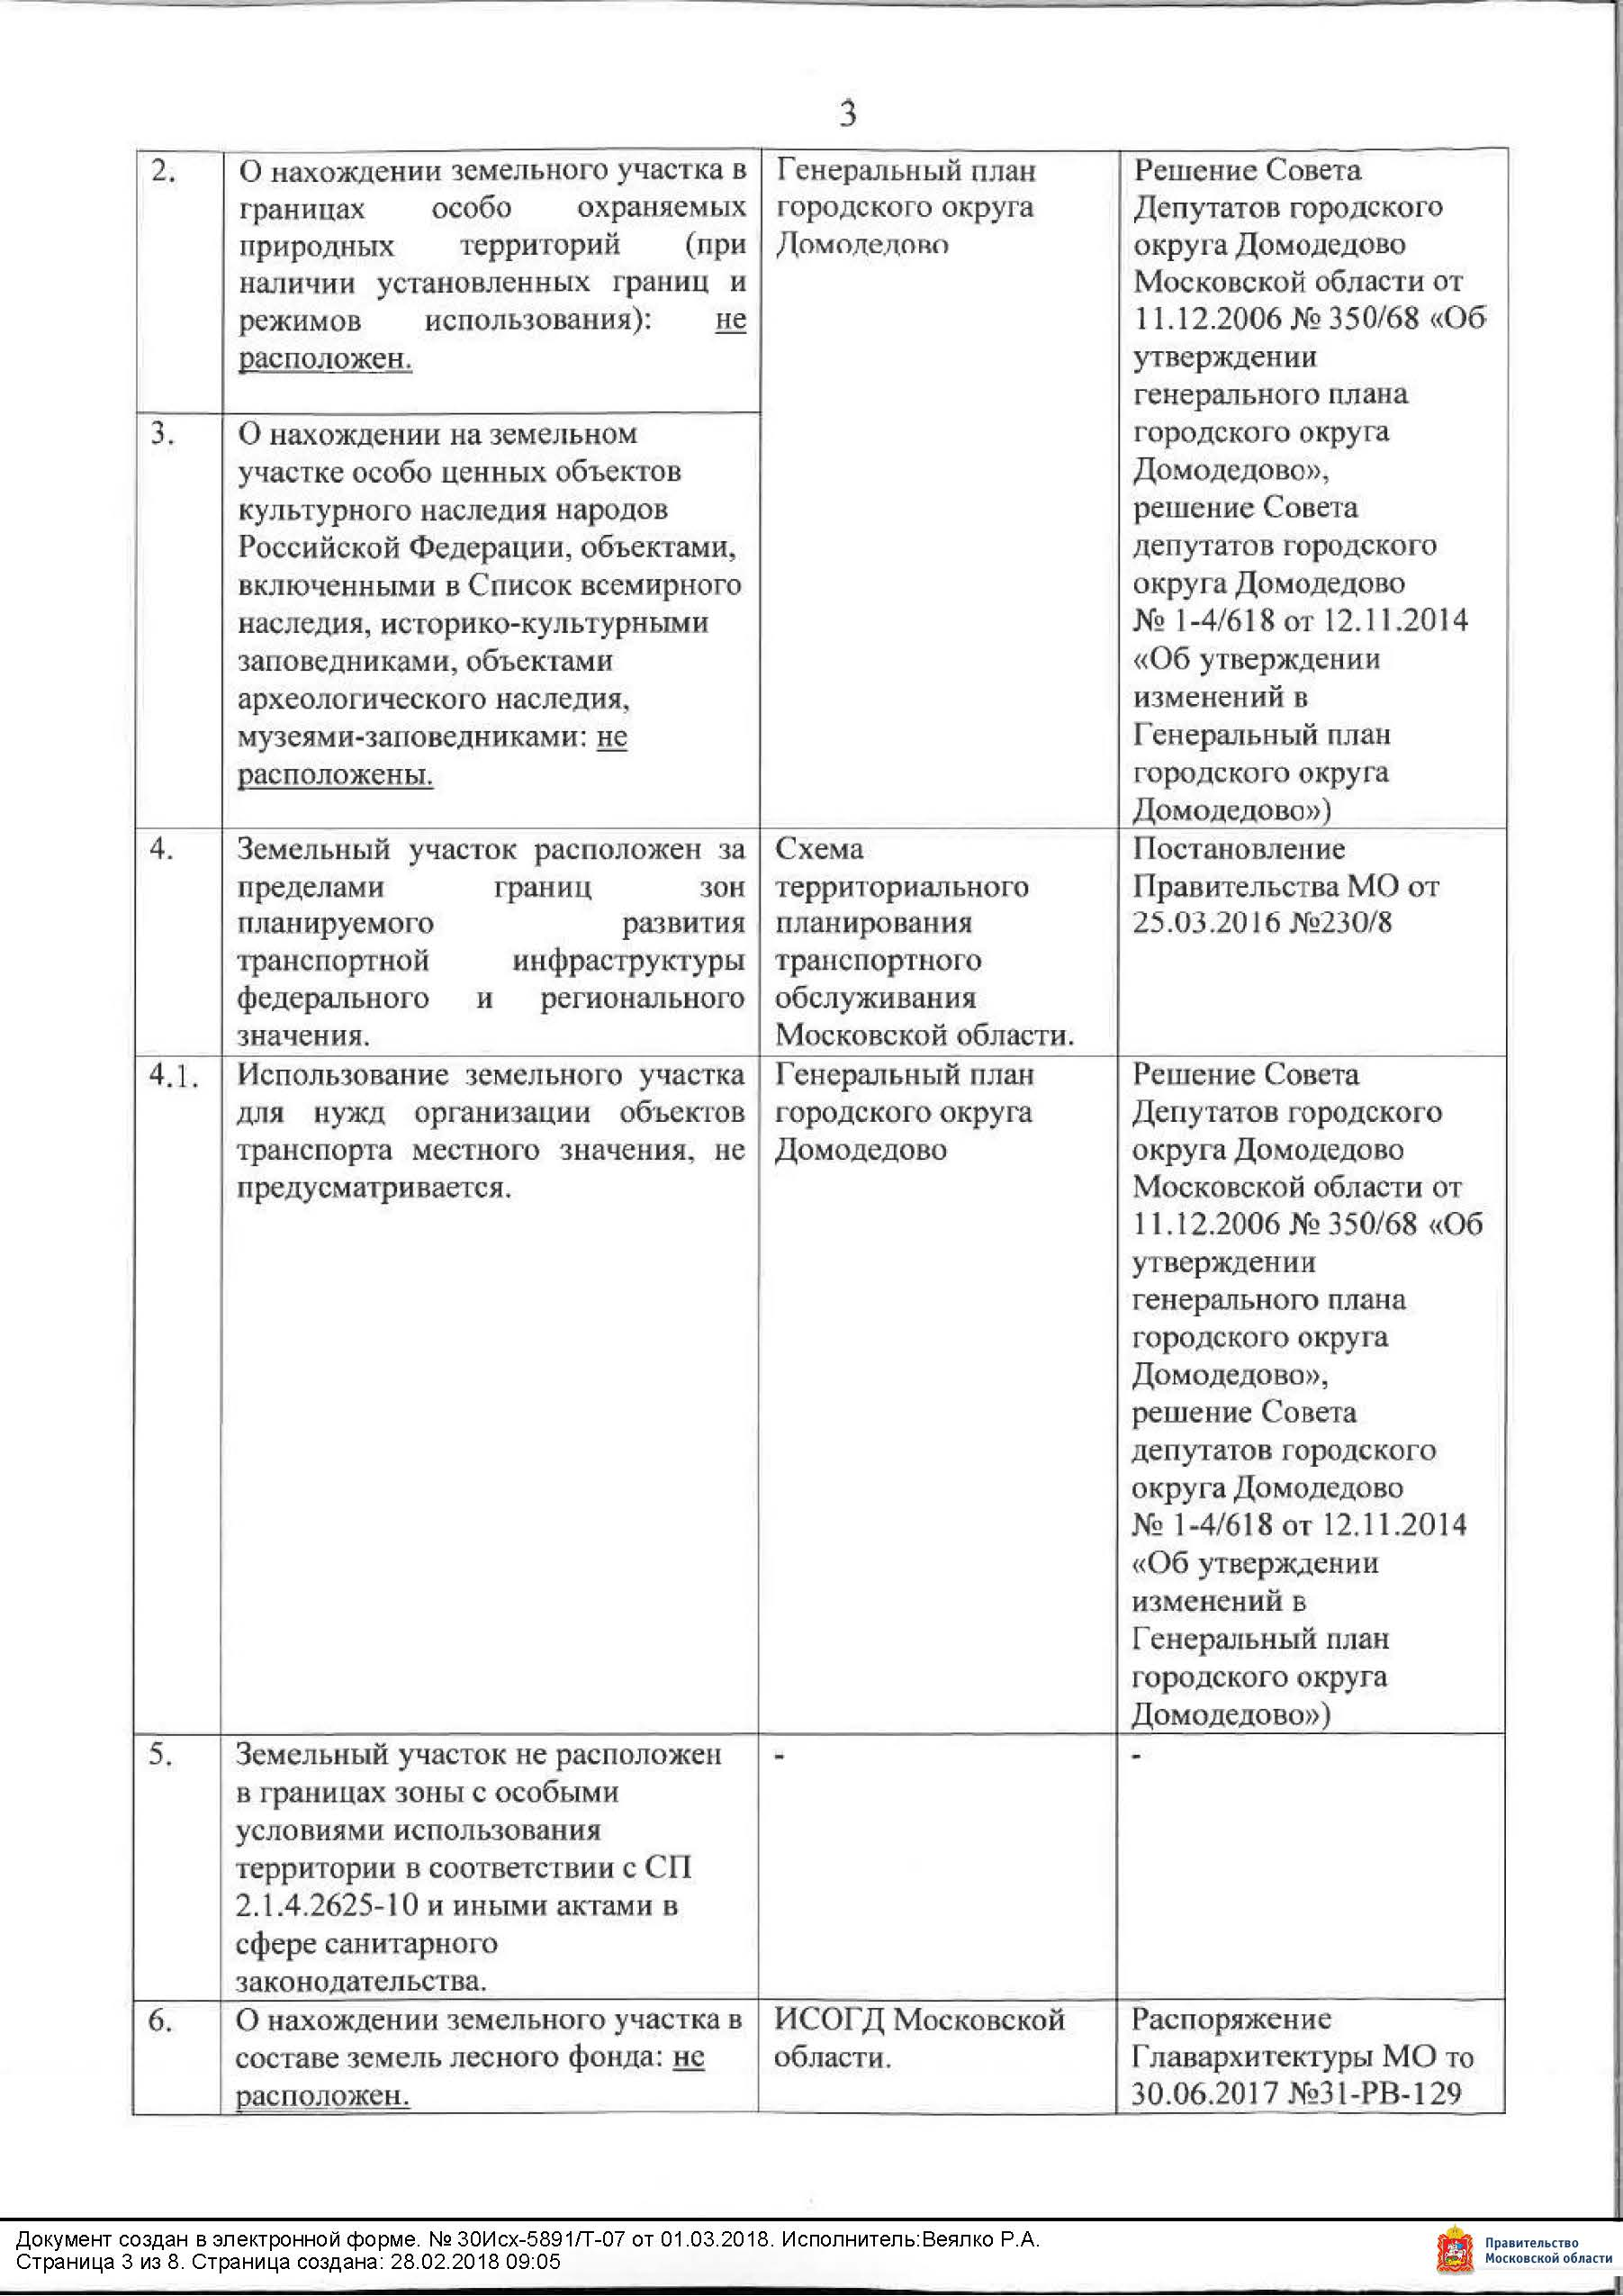 3
2.
О нахождении земельного участка в
границах особо охраняемых
природных территорий (при
наличии установленных границ и
режимов использования): не
расположен.
Генеральный план
городского округа
Домодедово
Решение Совета
Депутатов городского
округа Домодедово
Московской области от
11.12.2006 № 350/68 «Об
утверждении
генерального плана
городского округа
Домодедово»,
решение Совета
депутатов городского
округа Домодедово
№ 1-4/618 от 12.11.2014
«Об утверждении
изменений в
Генеральный план
городского округа
Домодедово»)
3.
О нахождении на земельном
участке особо ценных объектов
культурного наследия народов
Российской Федерации, объектами,
включенными в Список всемирного
наследия, историко-культурными
заповедниками, объектами
археологического наследия,
музеями-заповедниками: не
расположены.
4.
Земельный участок расположен за
пределами границ зон
планируемого развития
транспортной инфраструктуры
федерального и регионального
значения.
Схема
территориального
планирования
транспортного
обслуживания
Московской области.
Постановление
Правительства МО от
25.03.2016 №230/8
4.1.
Использование земельного участка
для нужд организации объектов
транспорта местного значения, не
предусматривается.
Генеральный план
городского округа
Домодедово
Решение Совета
Депутатов городского
округа Домодедово
Московской области от
11.12.2006 № 350/68 «Об
утверждении
генерального плана
городского округа
Домодедово»,
решение Совета
депутатов городского
округа Домодедово
№ 1-4/618 от 12.11.2014
«Об утверждении
изменений в
Генеральный план
городского округа
Домодедово»)
5.
Земельный участок не расположен
в границах зоны с особыми
условиями использования
территории в соответствии с СП
2.1.4.2625-10 и иными актами в
сфере санитарного
законодательства.
-
-
6.
О нахождении земельного участка в
составе земель лесного фонда: не
расположен.
ИСОГД Московской
области.
Распоряжение
Главархитектуры МО то
30.06.2017 №31-РВ-129
Документ создан в электронной форме. № 30Исх-5891/Т-07 от 01.03.2018. Исполнитель:Веялко Р.А.
Страница 3 из 8. Страница создана: 28.02.2018 09:05
Правительство
Московской области